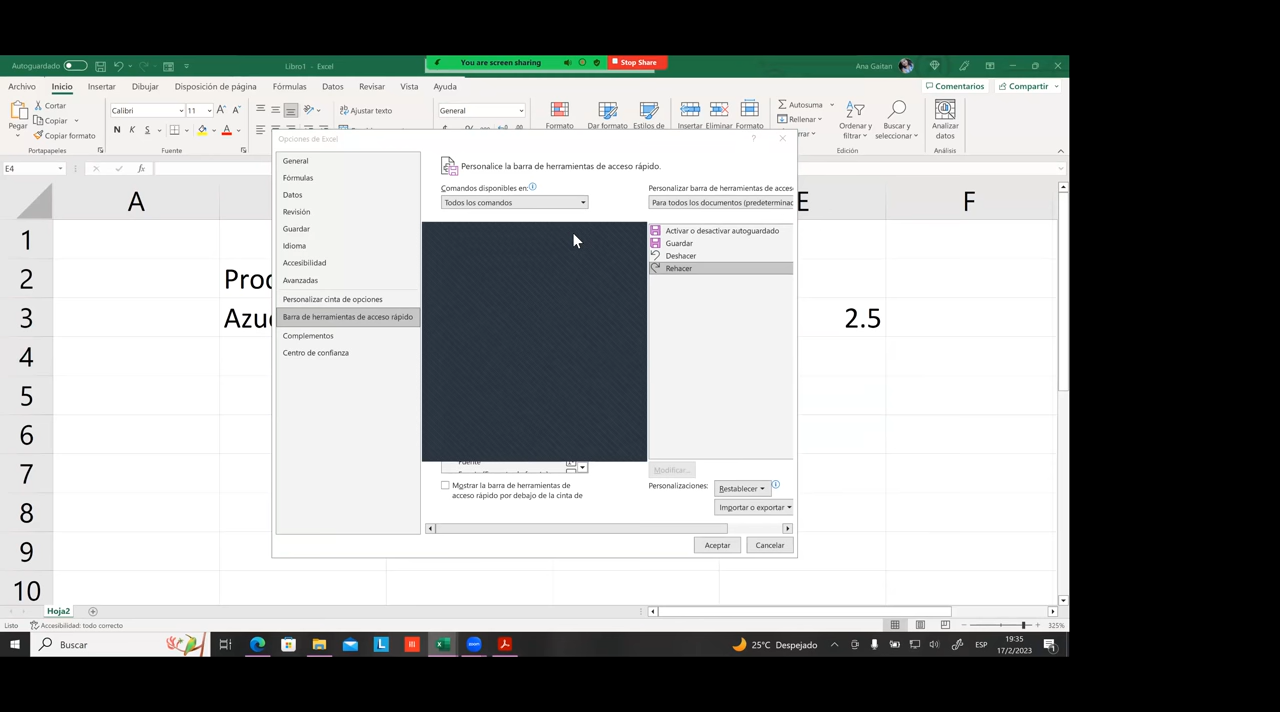 Autoguardado
Libro1 - Excel
You are screen sharing
Stop Share
Ana Gaitan
Archivo Inicio Insertar Dibujar Disposición de página Fórmulas Datos Revisar Vista Ayuda
Comentarios Compartir
Pegar
Cortar
Copiar
Copiar formato
Portapapeles
Calibri 11
N K S
Fuente
Ajustar texto
General
Formato
Dar formato
Estilos de
Insertar Eliminar Formato
Autosuma
Rellenar
Ordenar y
filtrar
Buscar y
seleccionar
Edición
Analizar
datos
Análisis
E4
fx
A E F
1
2
3
4
5
6
7
8
9
10
2.5
Opciones de Excel
General
Fórmulas
Datos
Revisión
Guardar
Idioma
Accesibilidad
Avanzadas
Personalizar cinta de opciones
Barra de herramientas de acceso rápido
Complementos
Centro de confianza
Personalice la barra de herramientas de acceso rápido.
Comandos disponibles en:
Todos los comandos
Personalizar barra de herramientas de acces
Para todos los documentos (predeterminac
Activar o desactivar autoguardado
Guardar
Deshacer
Rehacer
Modificar...
Mostrar la barra de herramientas de
acceso rápido por debajo de la cinta de
Personalizaciones:
Restablecer
Importar o exportar
Aceptar Cancelar
Hoja2
Listo
Accesibilidad: todo correcto
325%
Buscar
25°C Despejado
ESP
19:35
17/2/2023